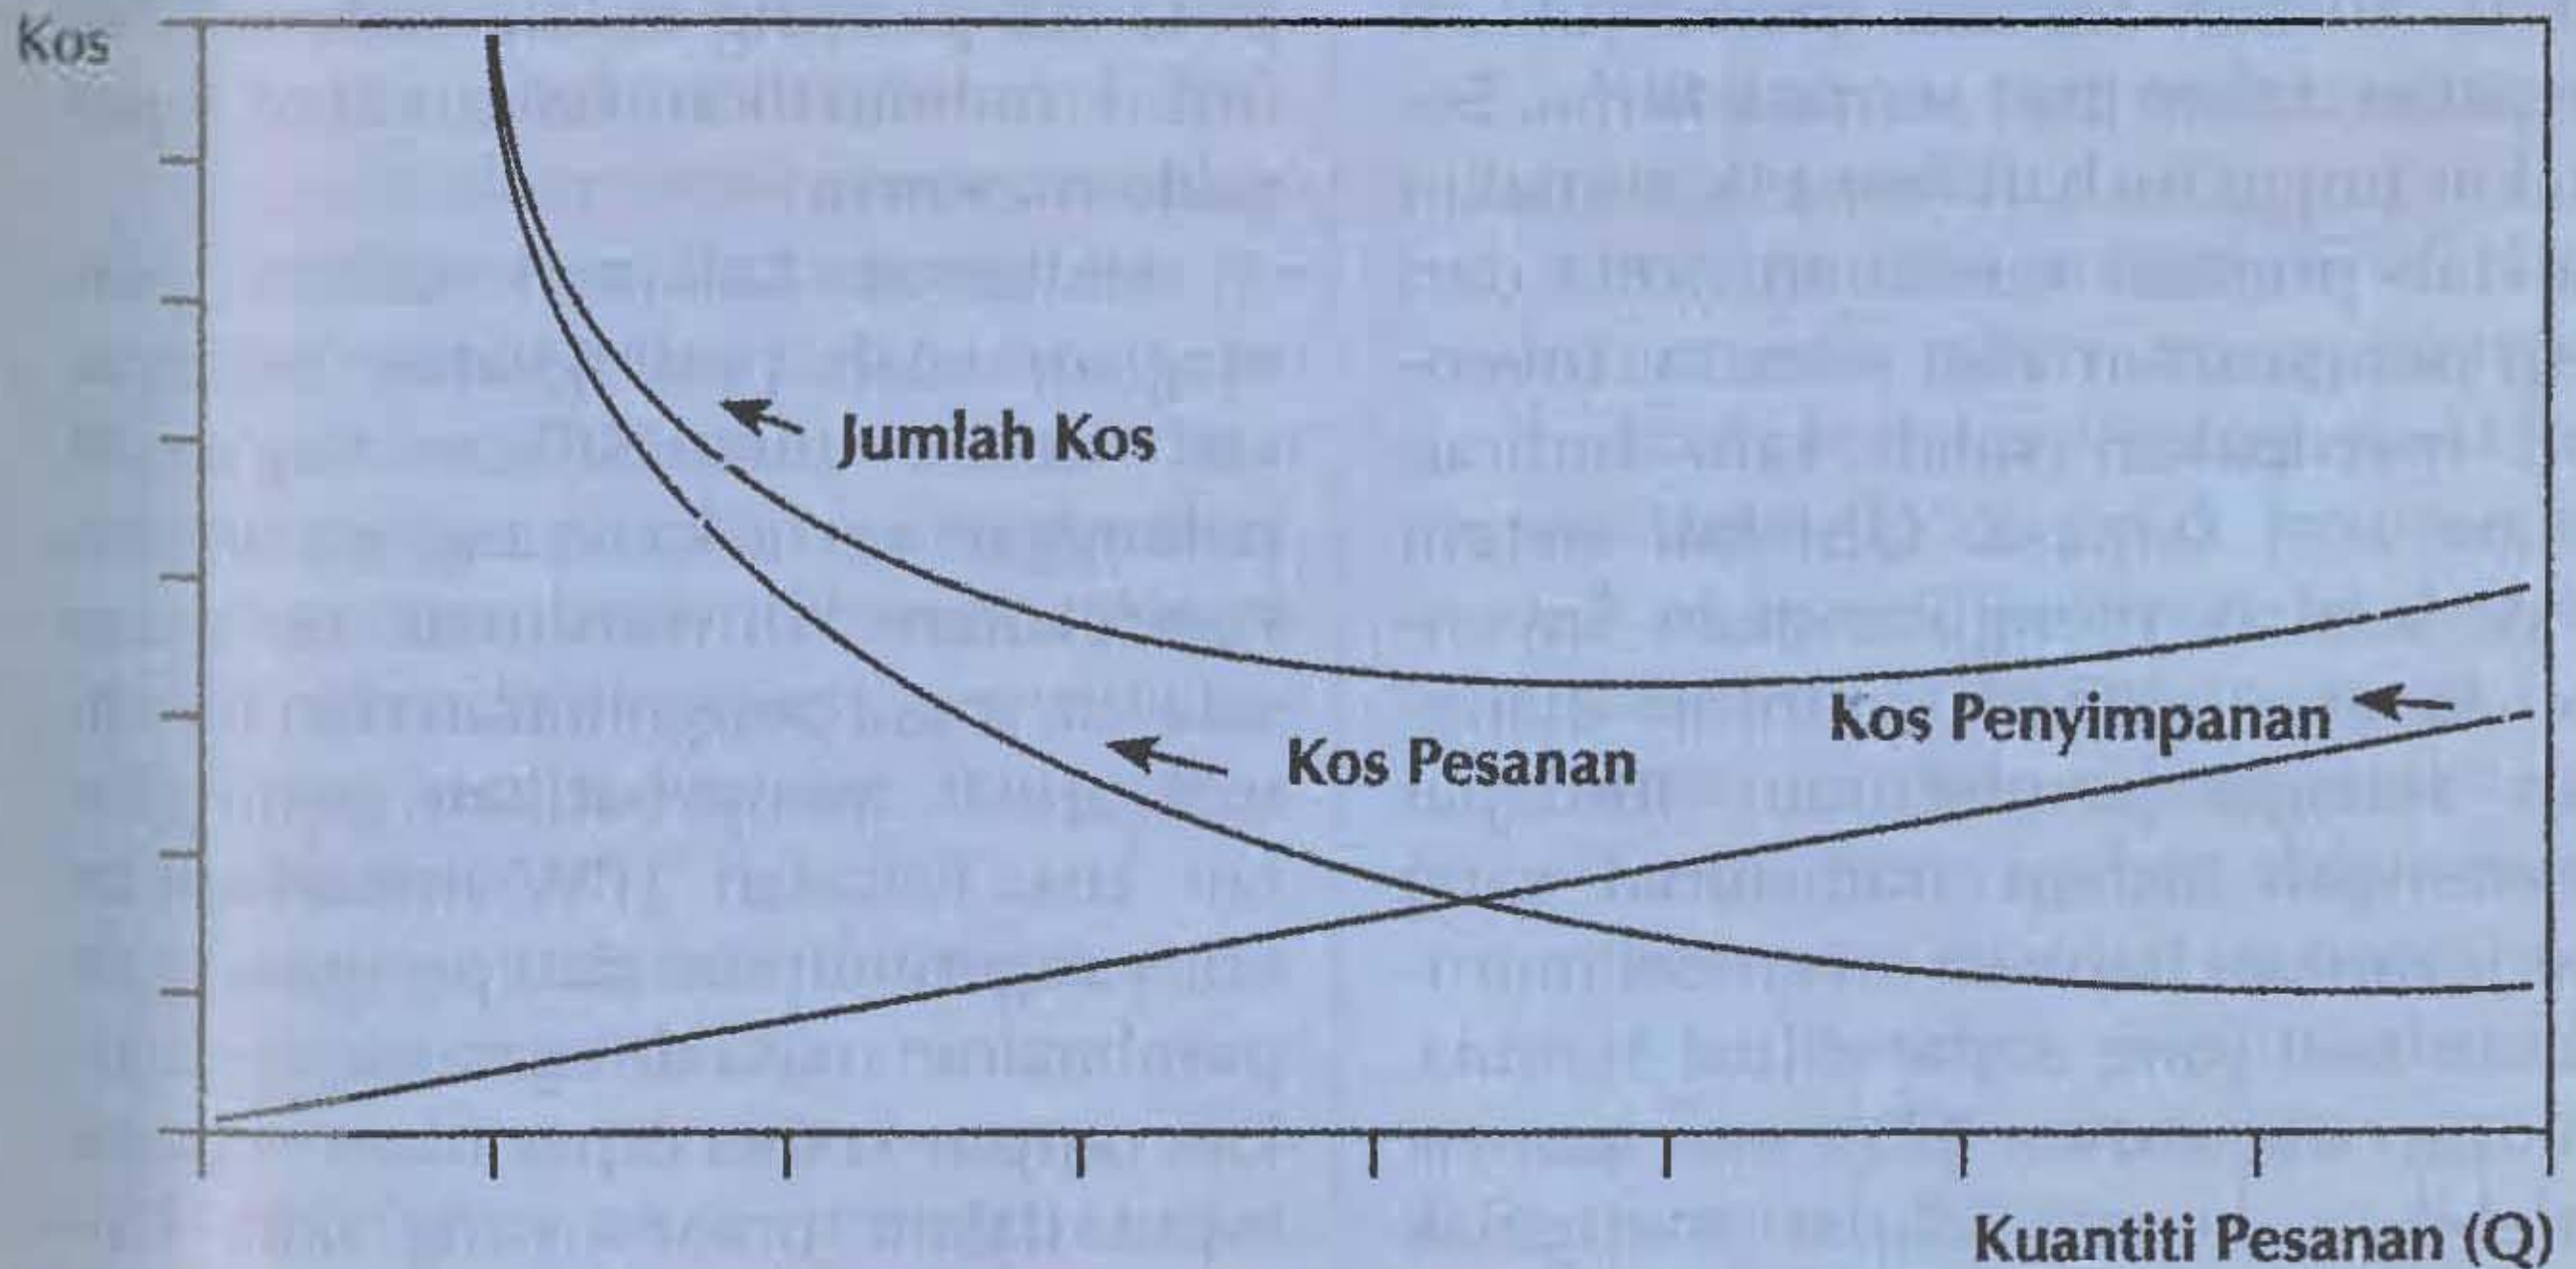 Kos
Jumlah Kos
Kos Penyimpanan
Kos Pesanan
Kuantiti Pesanan (Q)